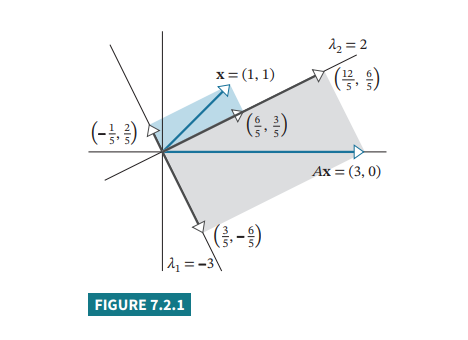 λ₂ = 2
x = (1, 1)
(12/5, 6/5)
(-1/5, 2/5)
(6/5, 3/5)
Ax = (3, 0)
(3/5, -6/5)
λ₁ = -3
FIGURE 7.2.1